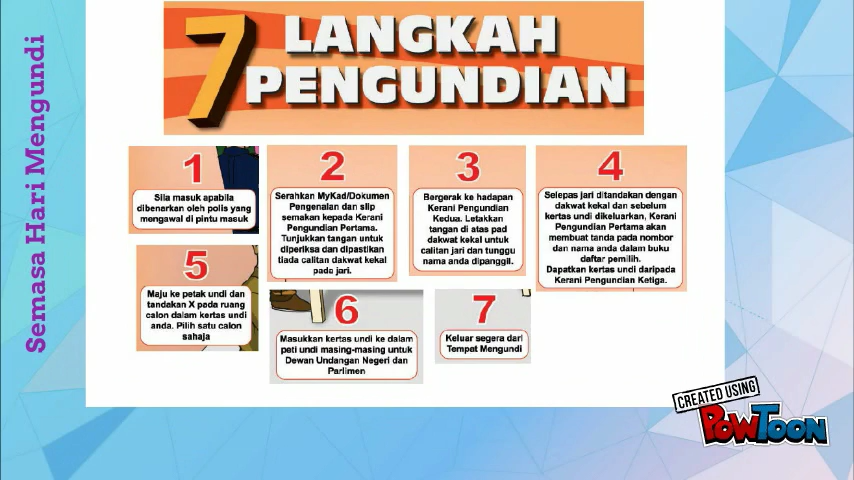 Semasa Hari Mengundi
7 LANGKAH
PENGUNDIAN
1
Sila masuk apabila
dibenarkan oleh polis yang
mengawal di pintu masuk
2
Serahkan MyKad/Dokumen
Pengenalan dan slip
semakan kepada Kerani
Pengundian Pertama.
Tunjukkan tangan untuk
diperiksa dan dipastikan
tiada calitan dakwat kekal
pada jari.
3
Bergerak ke hadapan
Kerani Pengundian
Kedua. Letakkan
tangan di atas pad
dakwat kekal untuk
calitan jari dan tunggu
nama anda dipanggil.
4
Selepas jari ditandakan dengan
dakwat kekal dan sebelum
kertas undi dikeluarkan, Kerani
Pengundian Pertama akan
membuat tanda pada nombor
dan nama anda dalam buku
daftar pemilih.
Dapatkan kertas undi daripada
Kerani Pengundian Ketiga.
5
Maju ke petak undi dan
tandakan X pada ruang
calon dalam kertas undi
anda. Pilih satu calon
sahaja
6
Masukkan kertas undi ke dalam
peti undi masing-masing untuk
Dewan Undangan Negeri dan
Parlimen
7
Keluar segera dari
Tempat Mengundi
CREATED USING
POWTOON